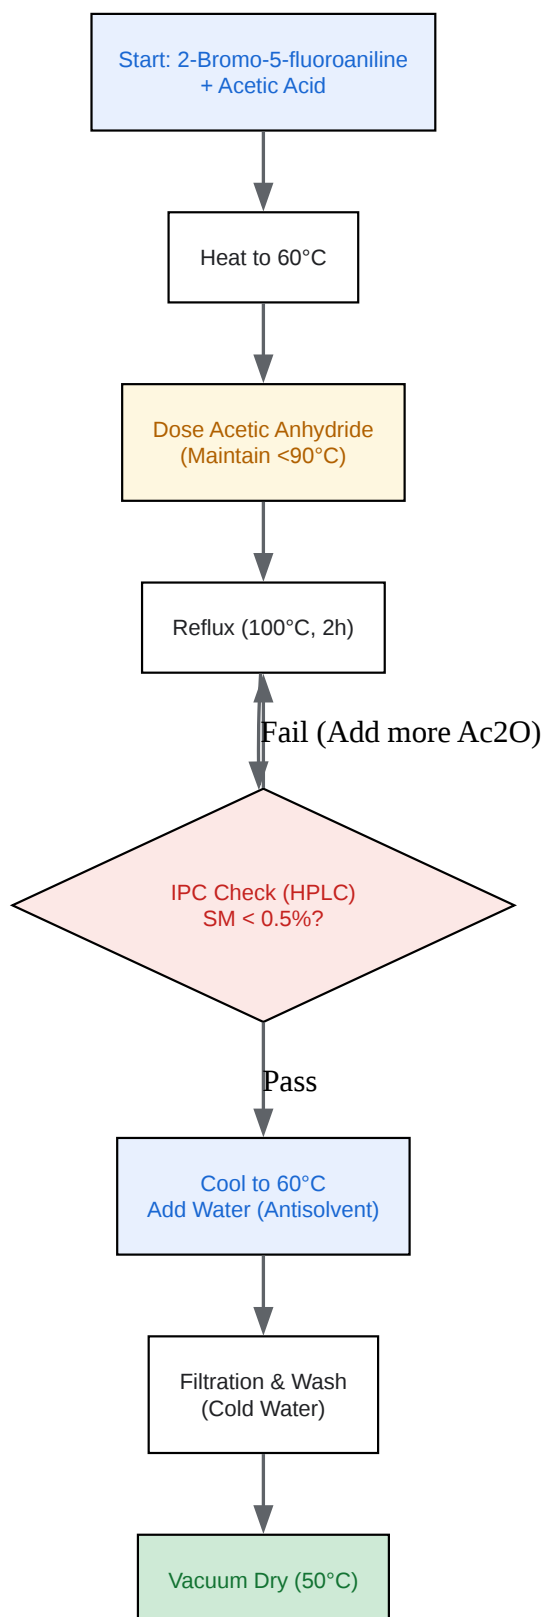 Start: 2-Bromo-5-fluoroaniline
+ Acetic Acid
Heat to 60°C
Dose Acetic Anhydride
(Maintain <90°C)
Reflux (100°C, 2h)
Fail (Add more Ac2O)
IPC Check (HPLC)
SM < 0.5%?
Pass
Cool to 60°C
Add Water (Antisolvent)
Filtration & Wash
(Cold Water)
Vacuum Dry (50°C)